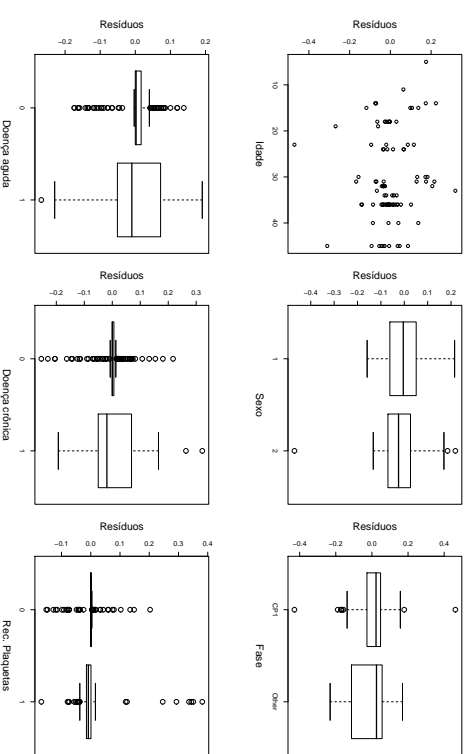 Resíduos
−0.4 −0.2 0.0 0.2
10 20 30 40
Idade
Resíduos
−0.4 −0.3 −0.2 −0.1 0.0 0.1 0.2
1 2
Sexo
Resíduos
−0.4 −0.2 0.0 0.2 0.4
CP1 Other
Fase
Resíduos
−0.2 −0.1 0.0 0.1 0.2
0 1
Doença aguda
Resíduos
−0.2 −0.1 0.0 0.1 0.2 0.3
0 1
Doença crônica
Resíduos
−0.1 0.0 0.1 0.2 0.3 0.4
0 1
Rec. Plaquetas